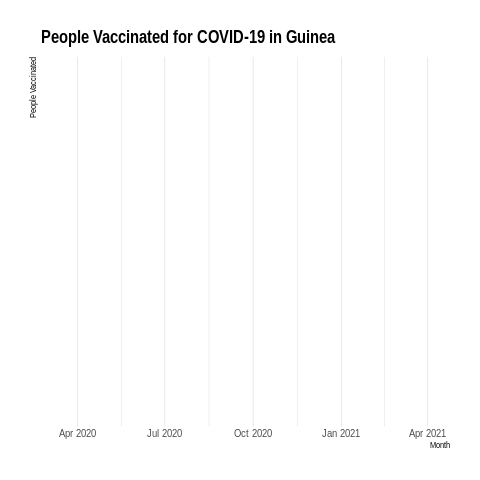 People Vaccinated for COVID-19 in Guinea
People Vaccinated
Apr 2020 Jul 2020 Oct 2020 Jan 2021 Apr 2021
Month